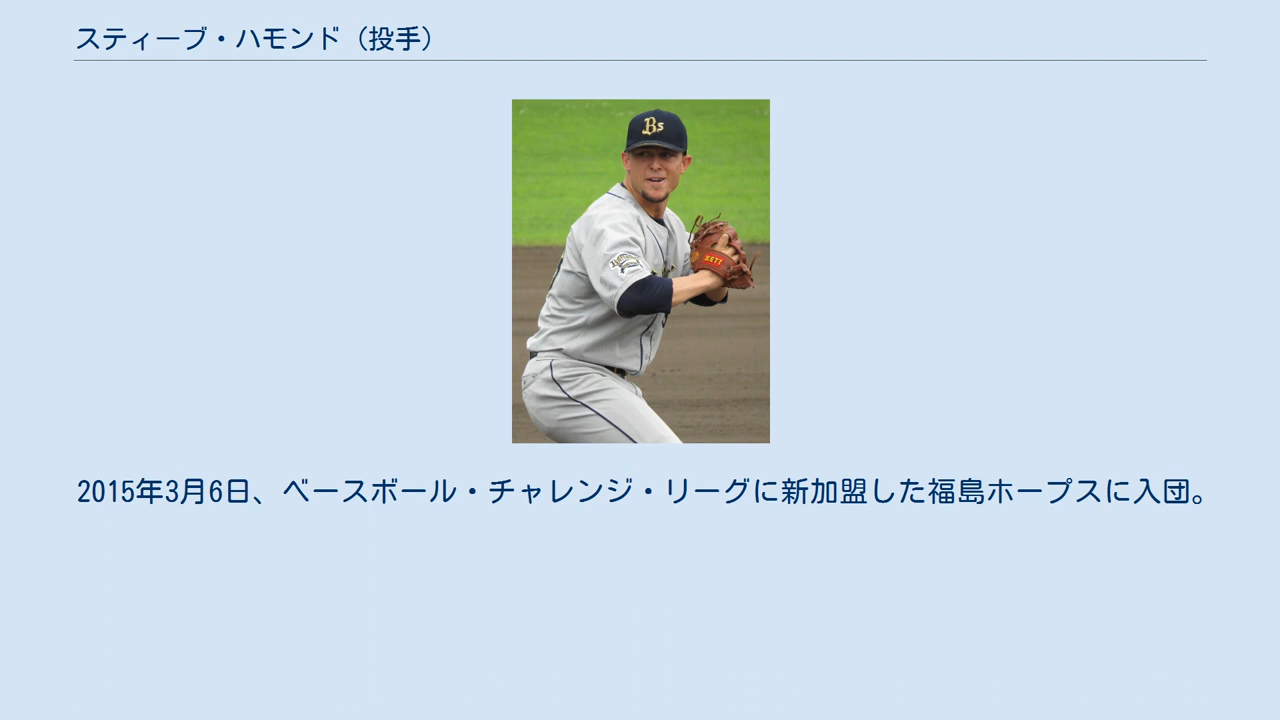 スティーブ・ハモンド（投手）
Bs
BETT
2015年3月6日、ベースボール・チャレンジ・リーグに新加盟した福島ホープスに入団。